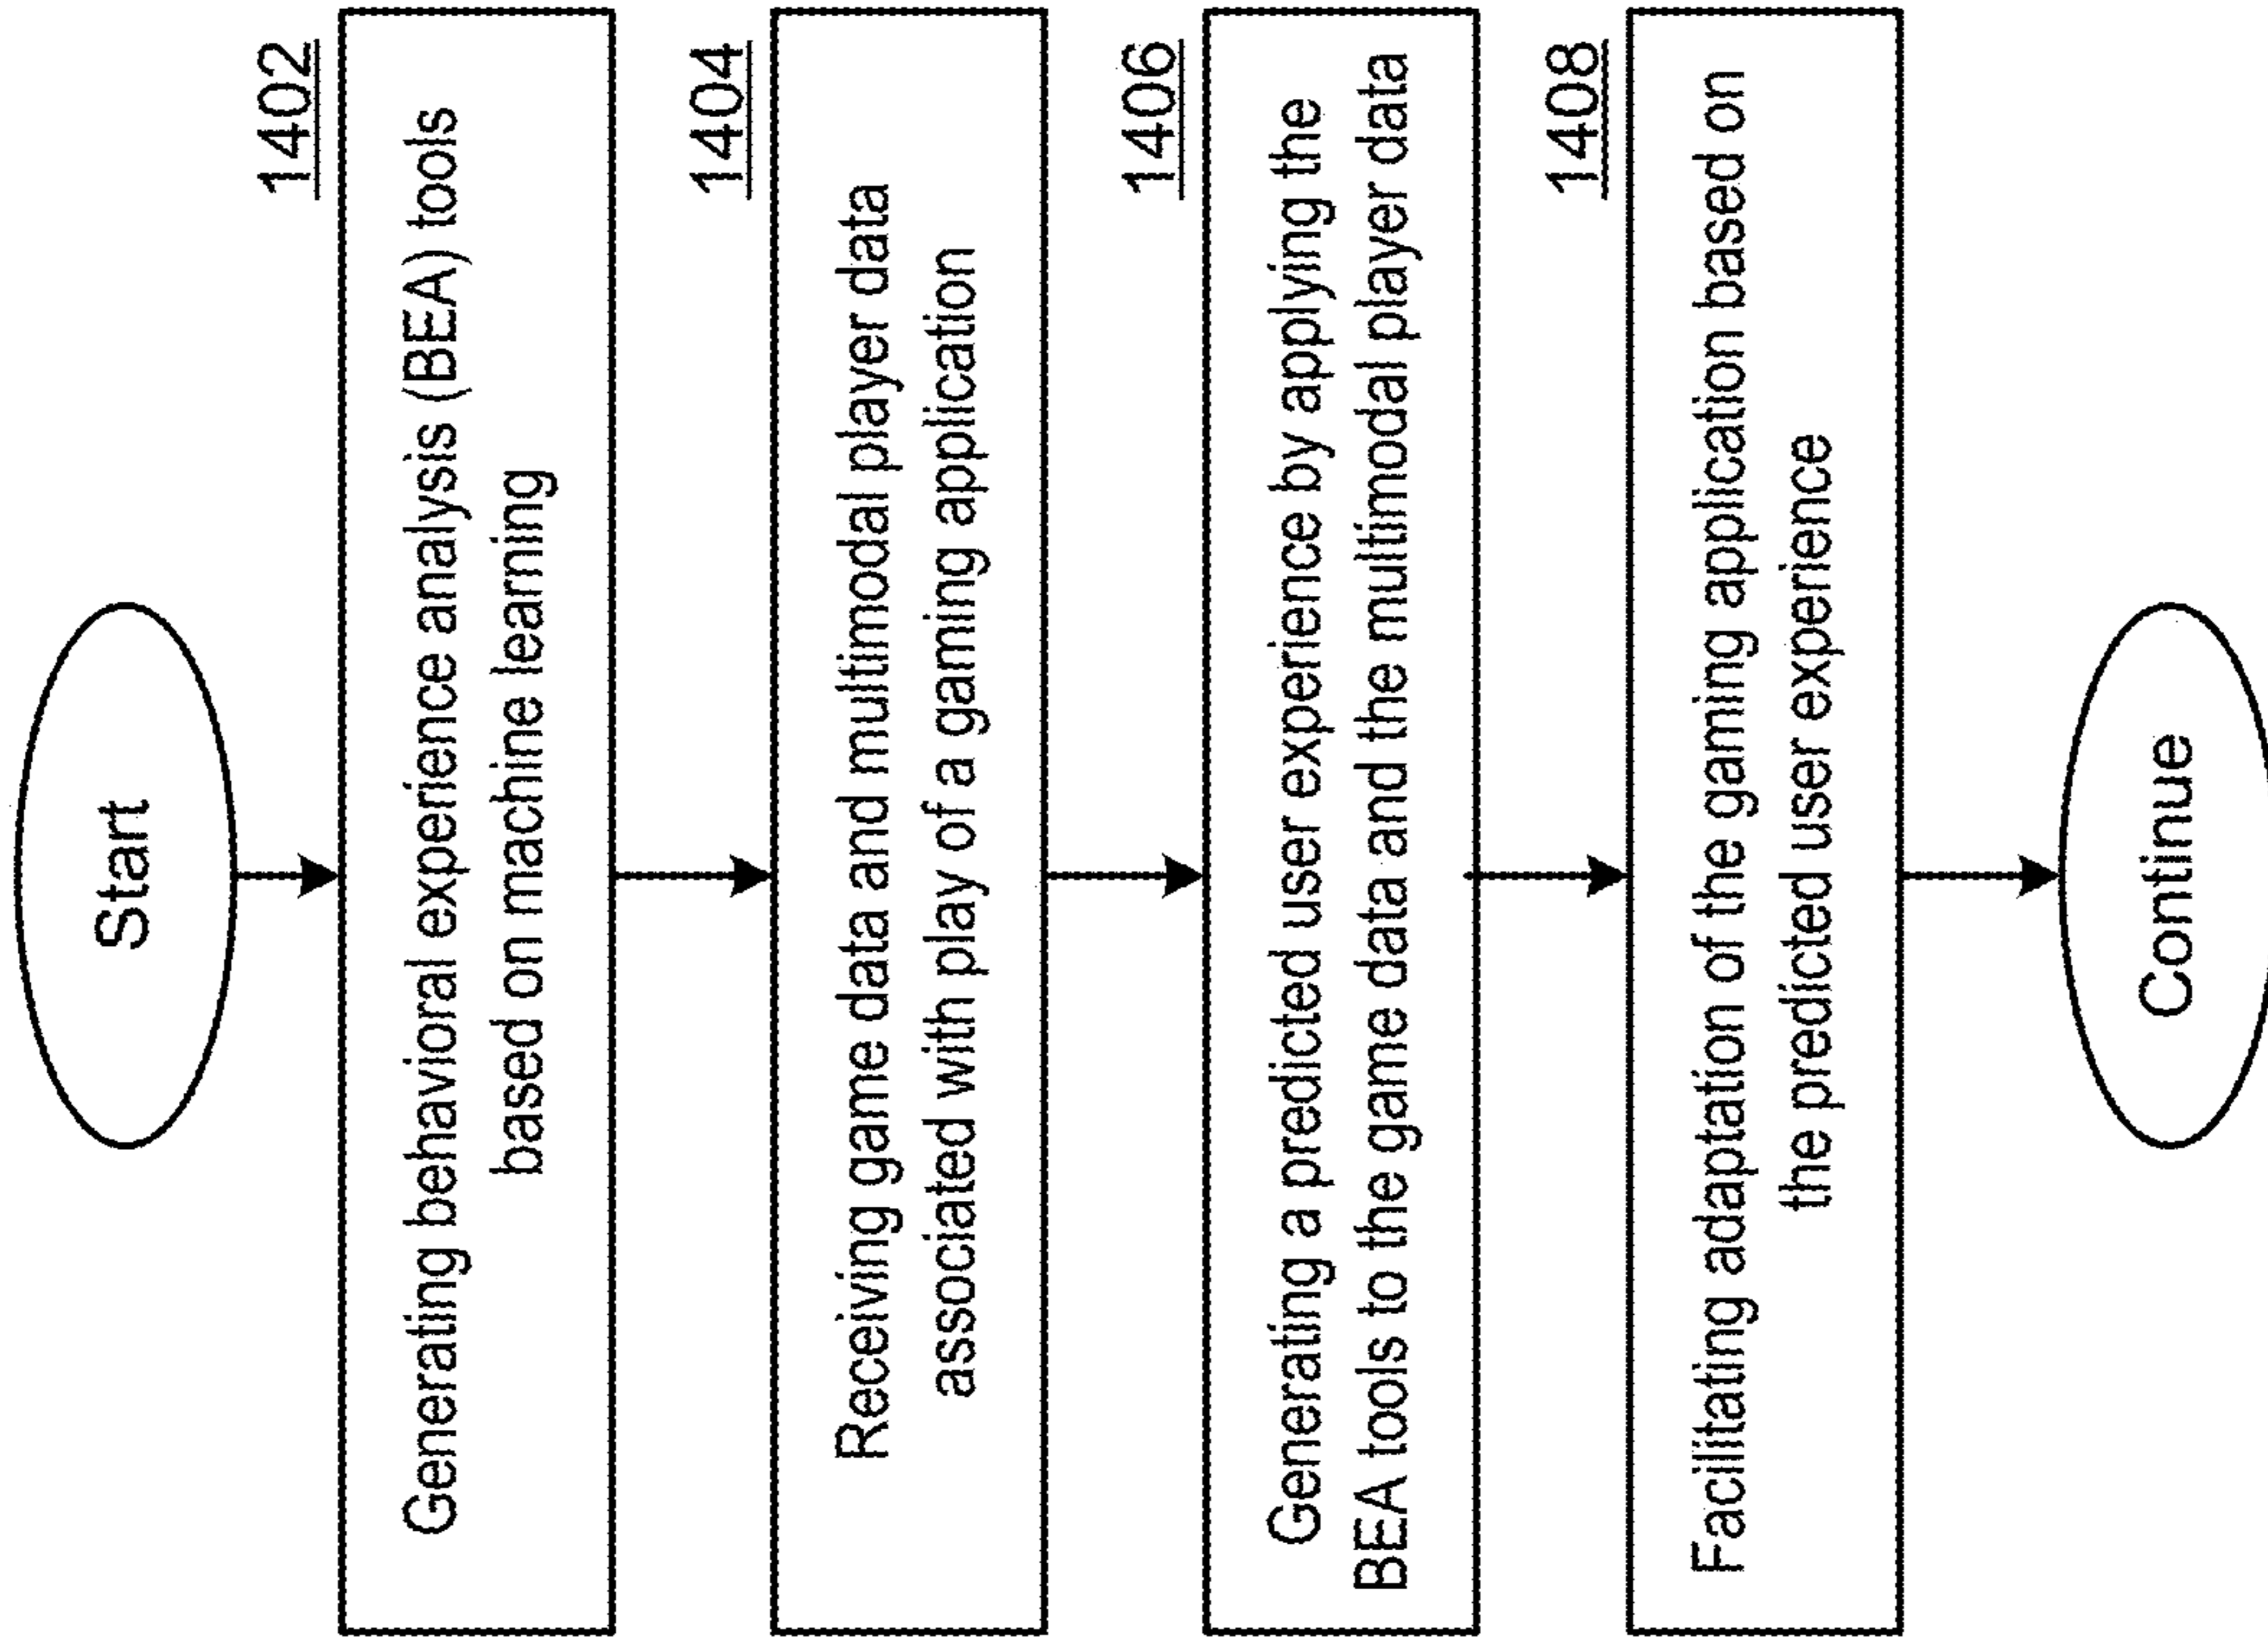 Start
1402
Generating behavioral experience analysis (BEA) tools
based on machine learning
1404
Receiving game data and multimodal player data
associated with play of a gaming application
1406
Generating a predicted user experience by applying the
BEA tools to the game data and the multimodal player data
1408
Facilitating adaptation of the gaming application based on
the predicted user experience
Continue